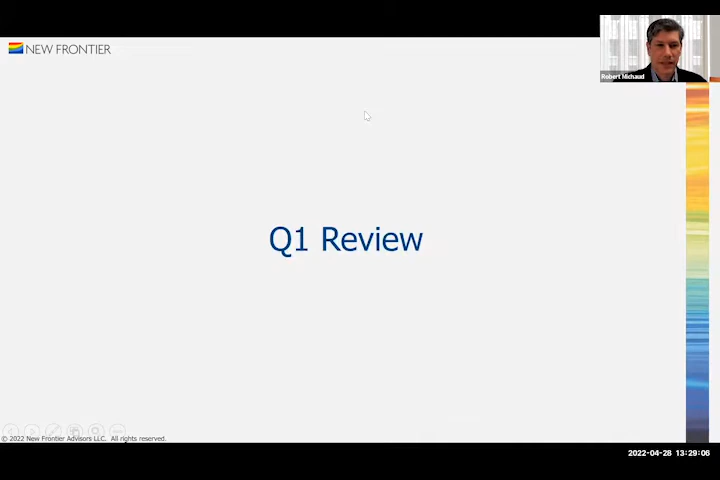 NEW FRONTIER
Robert Michaud
Q1 Review
© 2022 New Frontier Advisors LLC. All rights reserved.
2022-04-28 13:29:06